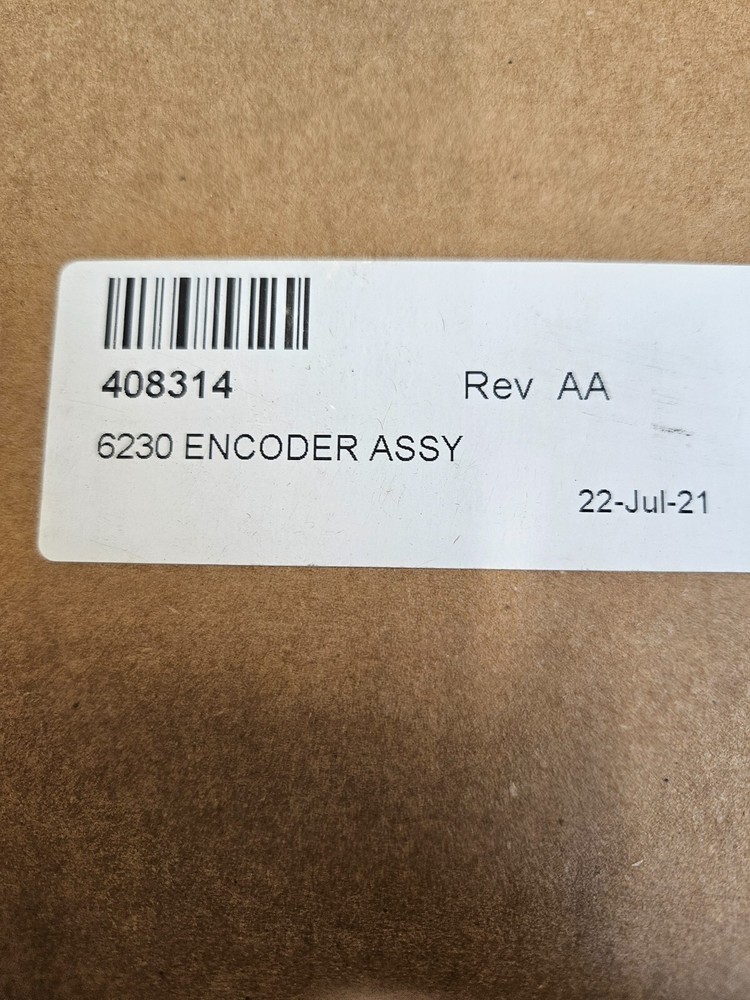 408314 Rev AA
6230 ENCODER ASSY
22-Jul-21